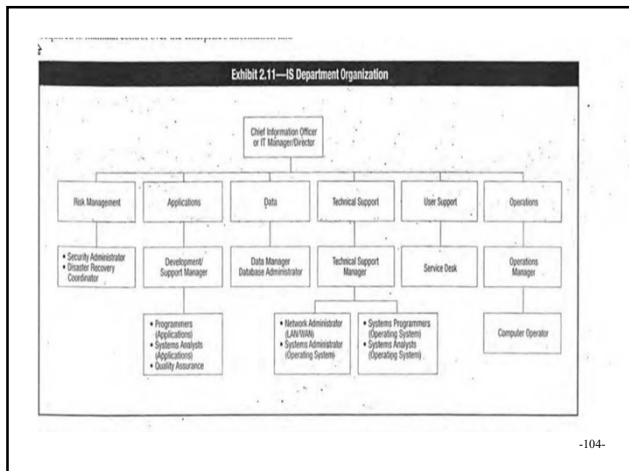 Exhibit 2.11—IS Department Organization
Chief Information Officer
or IT Manager/Director
Risk Management
Applications
Data
Technical Support
User Support
Operations
• Security Administrator
• Disaster Recovery
Coordinator
Development/
Support Manager
Data Manager
Database Administrator
Technical Support
Manager
Service Desk
Operations
Manager
• Programmers
(Applications)
• Systems Analysts
(Applications)
• Quality Assurance
• Network Administrator
(LAN/WAN)
• Systems Administrator
(Operating System)
• Systems Programmers
(Operating System)
• Systems Analysts
(Operating System)
Computer Operator
-104-